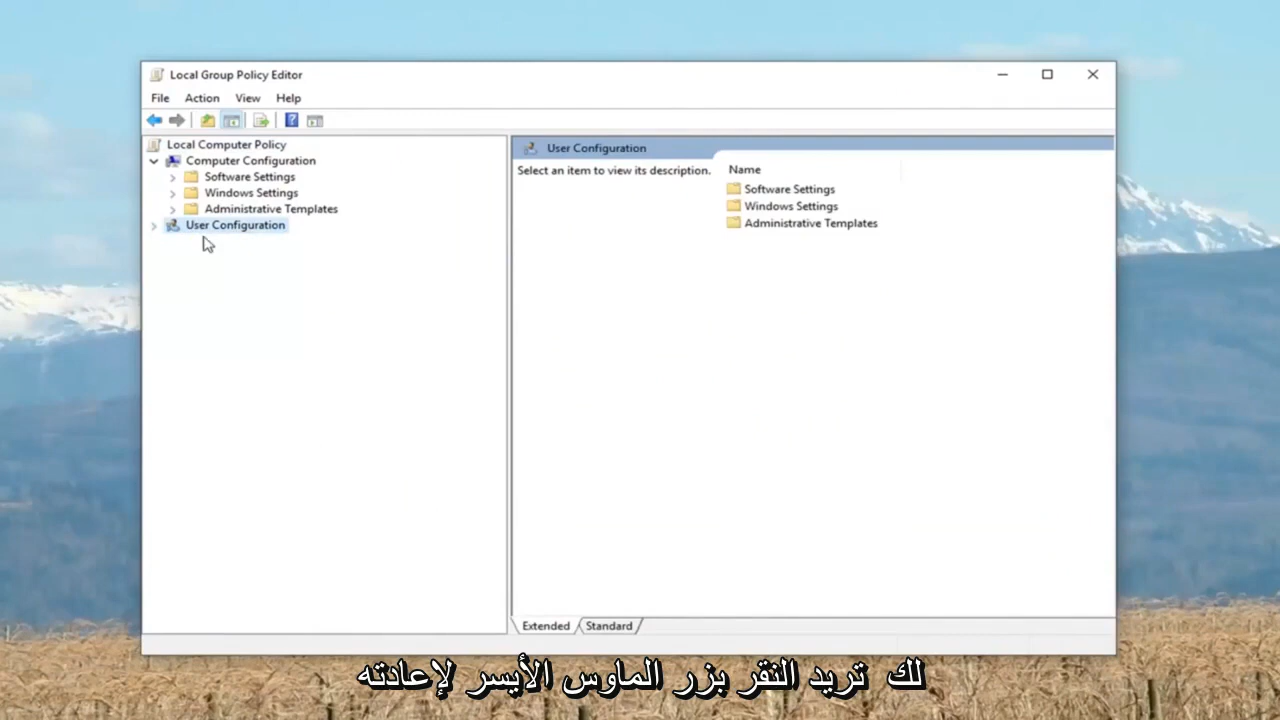 Local Group Policy Editor
File Action View Help
Local Computer Policy
Computer Configuration
Software Settings
Windows Settings
Administrative Templates
User Configuration
User Configuration
Select an item to view its description.
Name
Software Settings
Windows Settings
Administrative Templates
Extended Standard
لك تريد النقر بزر الماوس الأيسر لإعادته